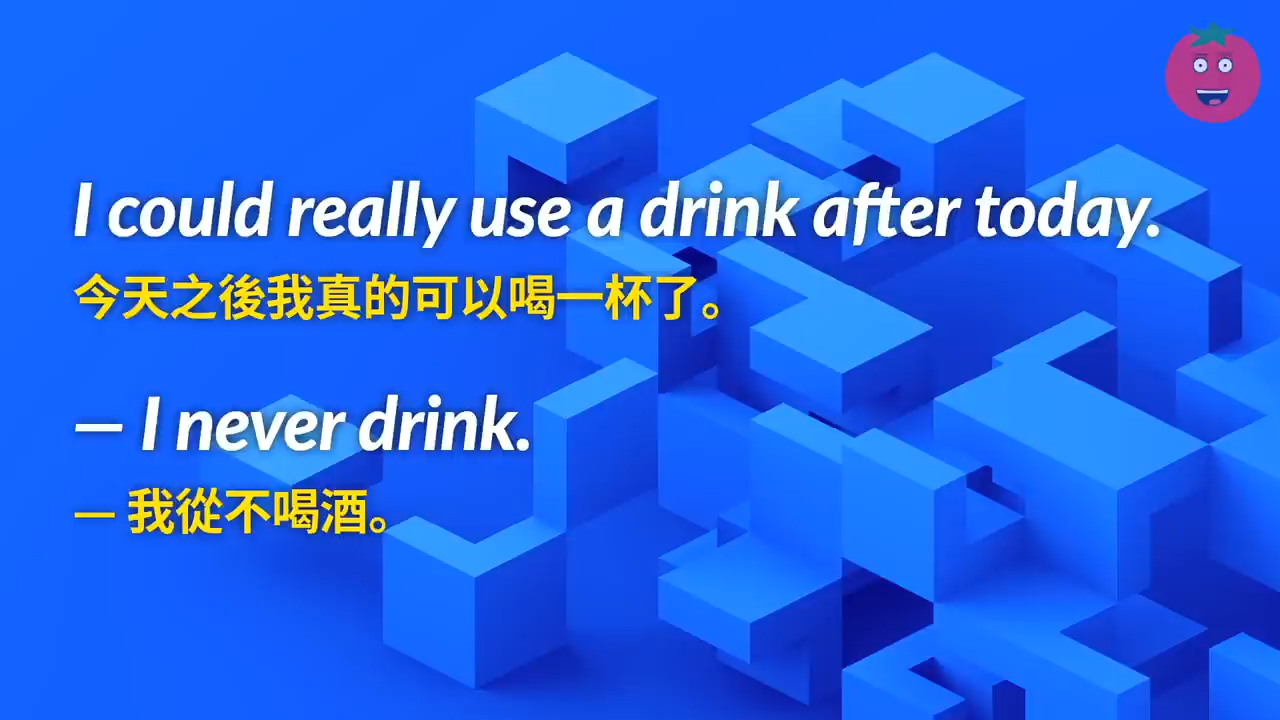 I could really use a drink after today.
今天之後我真的可以喝一杯了。
— I never drink.
— 我從不喝酒。